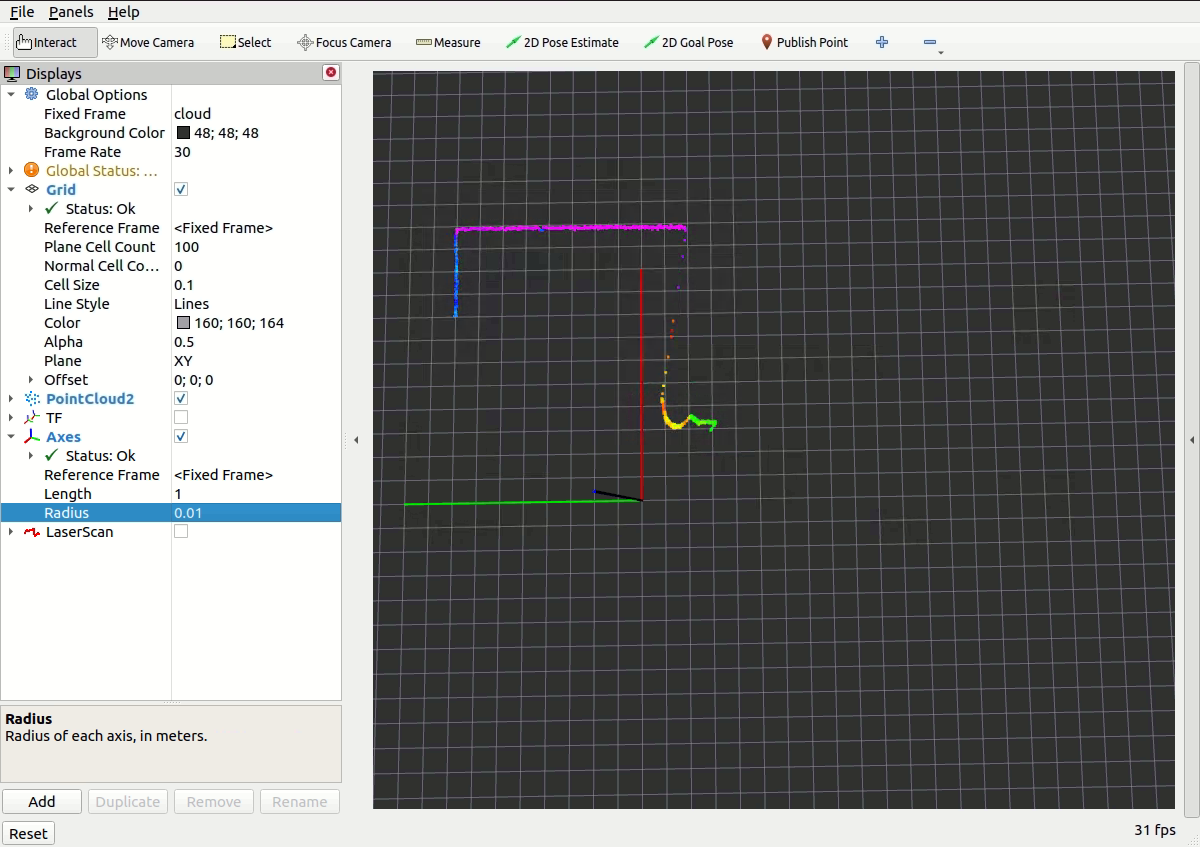 File Panels Help
Interact Move Camera Select Focus Camera Measure 2D Pose Estimate 2D Goal Pose Publish Point
Displays
Global Options
Fixed Frame cloud
Background Color 48; 48; 48
Frame Rate 30
Global Status: ...
Grid
Status: Ok
Reference Frame <Fixed Frame>
Plane Cell Count 100
Normal Cell Co... 0
Cell Size 0.1
Line Style Lines
Color 160; 160; 164
Alpha 0.5
Plane XY
Offset 0; 0; 0
PointCloud2
TF
Axes
Status: Ok
Reference Frame <Fixed Frame>
Length 1
Radius 0.01
LaserScan
Radius
Radius of each axis, in meters.
Add Duplicate Remove Rename
Reset
31 fps